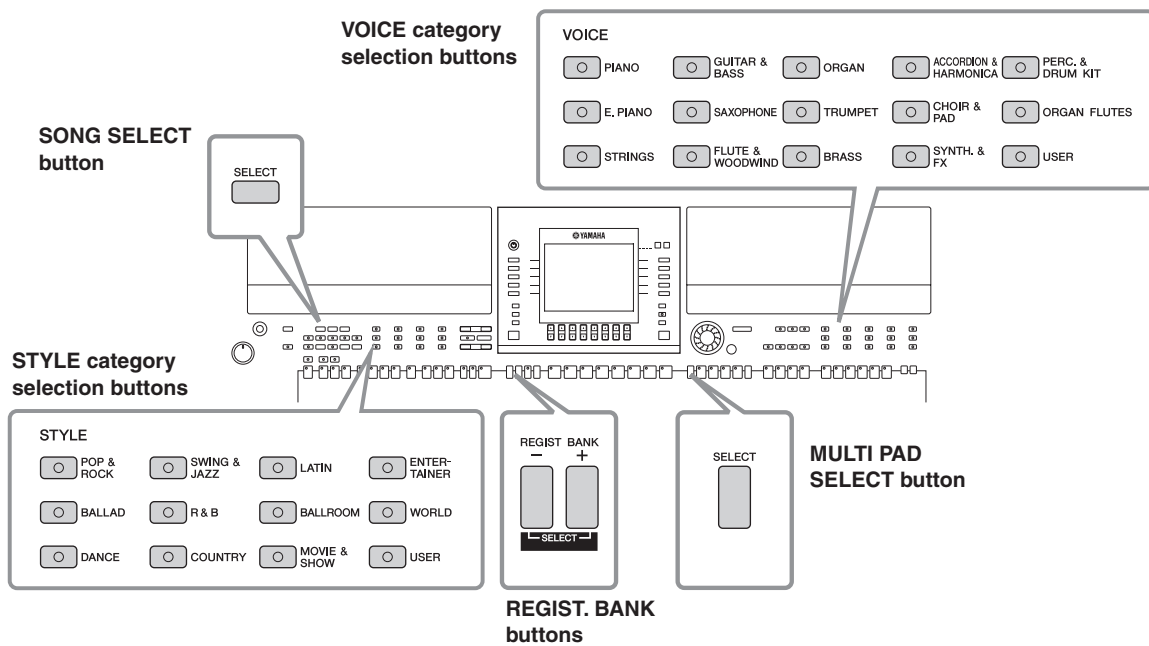 VOICE category
selection buttons
VOICE
PIANO
GUITAR &
BASS
ORGAN
ACCORDION &
HARMONICA
PERC. &
DRUM KIT
E. PIANO
SAXOPHONE
TRUMPET
CHOIR &
PAD
ORGAN FLUTES
STRINGS
FLUTE &
WOODWIND
BRASS
SYNTH. &
FX
USER
SONG SELECT
button
SELECT
YAMAHA
STYLE category
selection buttons
STYLE
POP &
ROCK
SWING &
JAZZ
LATIN
ENTER-
TAINER
BALLAD
R & B
BALLROOM
WORLD
DANCE
COUNTRY
MOVIE &
SHOW
USER
REGIST BANK
− +
SELECT
REGIST. BANK
buttons
SELECT
MULTI PAD
SELECT button